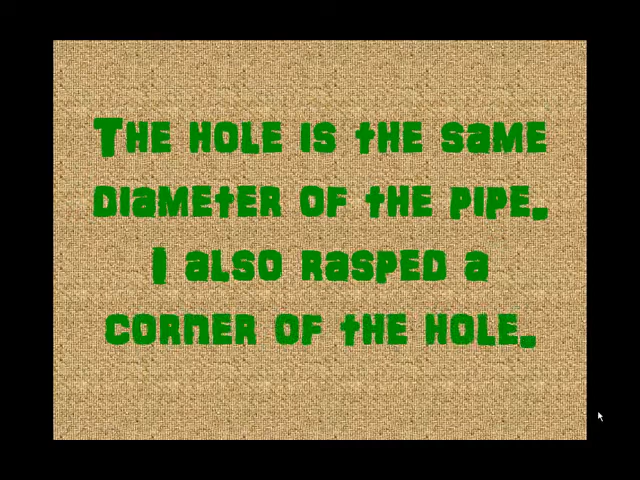 The hole is the same
diameter of the pipe.
I also rasped a
corner of the hole.